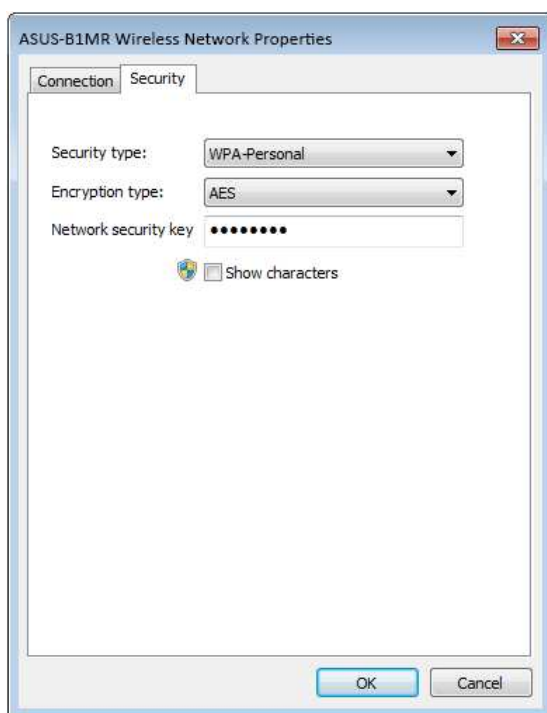 ASUS-B1MR Wireless Network Properties
Connection Security
Security type: WPA-Personal
Encryption type: AES
Network security key ●●●●●●●●
Show characters
OK Cancel